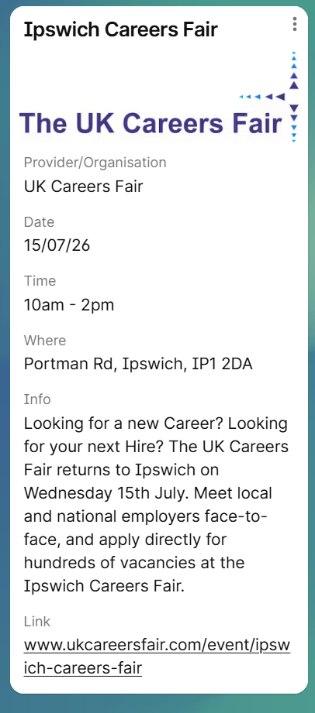 Ipswich Careers Fair
The UK Careers Fair
Provider/Organisation
UK Careers Fair
Date
15/07/26
Time
10am - 2pm
Where
Portman Rd, Ipswich, IP1 2DA
Info
Looking for a new Career? Looking
for your next Hire? The UK Careers
Fair returns to Ipswich on
Wednesday 15th July. Meet local
and national employers face-to-
face, and apply directly for
hundreds of vacancies at the
Ipswich Careers Fair.
Link
www.ukcareersfair.com/event/ipsw
ich-careers-fair